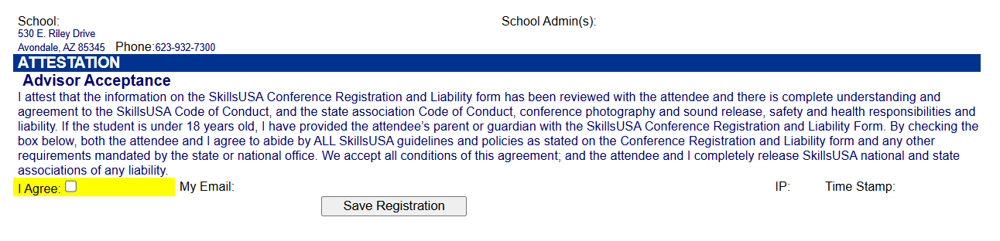 School: School Admin(s):
530 E. Riley Drive
Avondale, AZ 85345 Phone:623-932-7300
ATTESTATION
Advisor Acceptance
I attest that the information on the SkillsUSA Conference Registration and Liability form has been reviewed with the attendee and there is complete understanding and
agreement to the SkillsUSA Code of Conduct, and the state association Code of Conduct, conference photography and sound release, safety and health responsibilities and
liability. If the student is under 18 years old, I have provided the attendee's parent or guardian with the SkillsUSA Conference Registration and Liability Form. By checking the
box below, both the attendee and I agree to abide by ALL SkillsUSA guidelines and policies as stated on the Conference Registration and Liability form and any other
requirements mandated by the state or national office. We accept all conditions of this agreement; and the attendee and I completely release SkillsUSA national and state
associations of any liability.
I Agree: My Email: IP: Time Stamp:
Save Registration